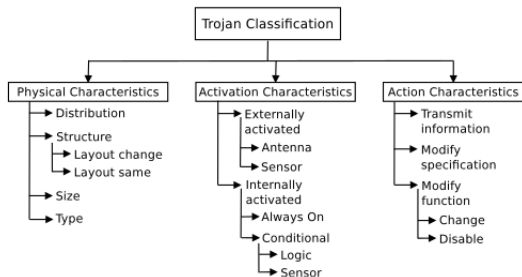 Trojan Classification
Physical Characteristics
Distribution
Structure
Layout change
Layout same
Size
Type
Activation Characteristics
Externally
activated
Antenna
Sensor
Internally
activated
Always On
Conditional
Logic
Sensor
Action Characteristics
Transmit
information
Modify
specification
Modify
function
Change
Disable